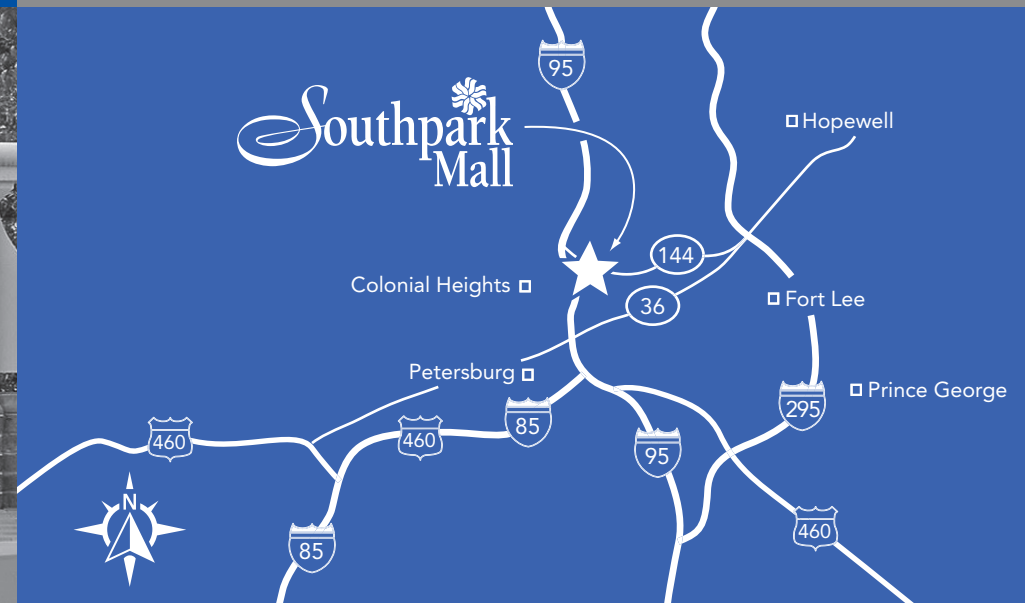 95
Southpark
Mall
Hopewell
144
Colonial Heights
36
Fort Lee
Petersburg
Prince George
295
85
460
460
95
N
460
85